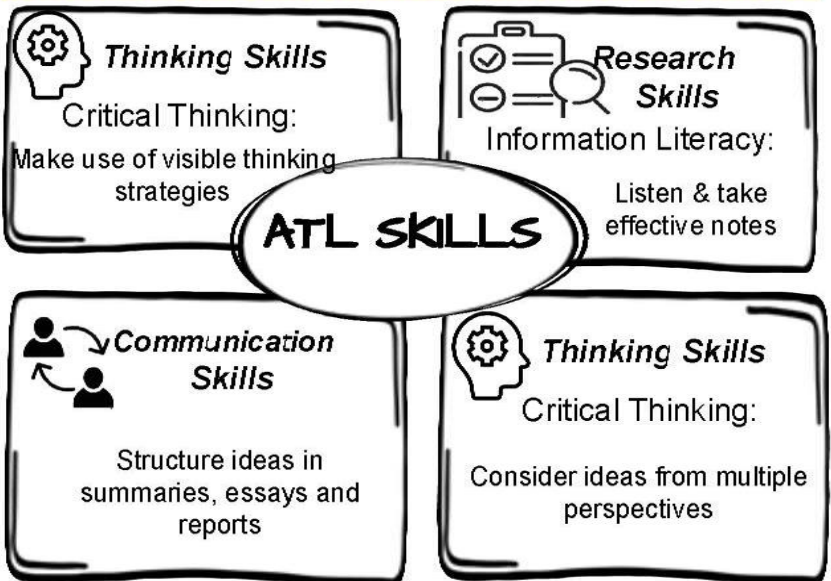 Thinking Skills
Critical Thinking:
Make use of visible thinking
strategies
Research
Skills
Information Literacy:
Listen & take
effective notes
ATL SKILLS
Communication
Skills
Structure ideas in
summaries, essays and
reports
Thinking Skills
Critical Thinking:
Consider ideas from multiple
perspectives